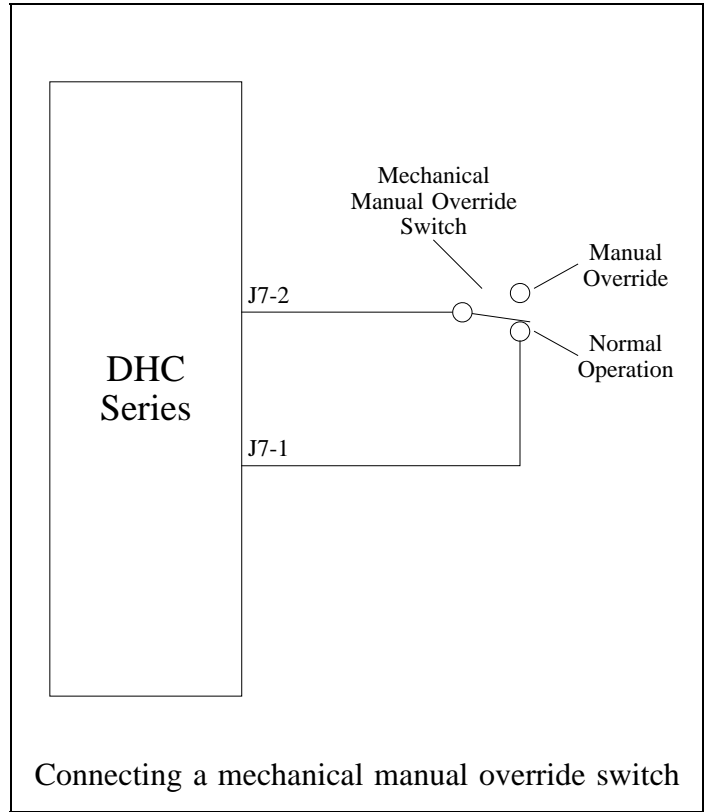 Mechanical
Manual Override
Switch
Manual
Override
J7-2
Normal
Operation
DHC
Series
J7-1
Connecting a mechanical manual override switch